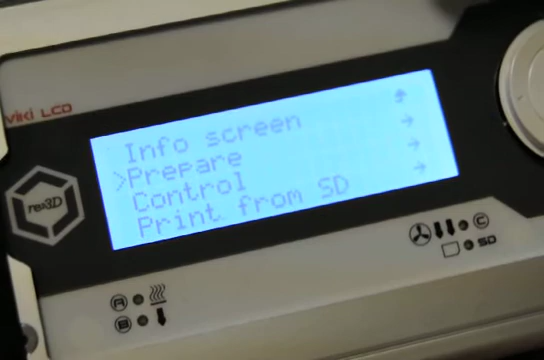 Viki LCD
Info screen
>Prepare
Control
Print from SD
re:3D
A
B
C
SD